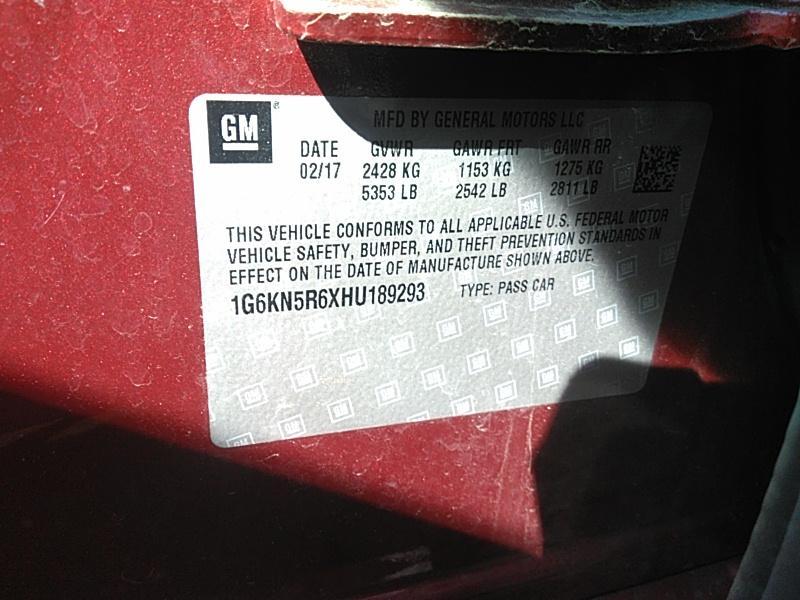 GM
MFD BY GENERAL MOTORS LLC
DATE GVWR GAWR FRT GAWR RR
02/17 2428 KG 1153 KG 1275 KG
5353 LB 2542 LB 2811 LB
THIS VEHICLE CONFORMS TO ALL APPLICABLE U.S. FEDERAL MOTOR
VEHICLE SAFETY, BUMPER, AND THEFT PREVENTION STANDARDS IN
EFFECT ON THE DATE OF MANUFACTURE SHOWN ABOVE.
1G6KN5R6XHU189293 TYPE: PASS CAR